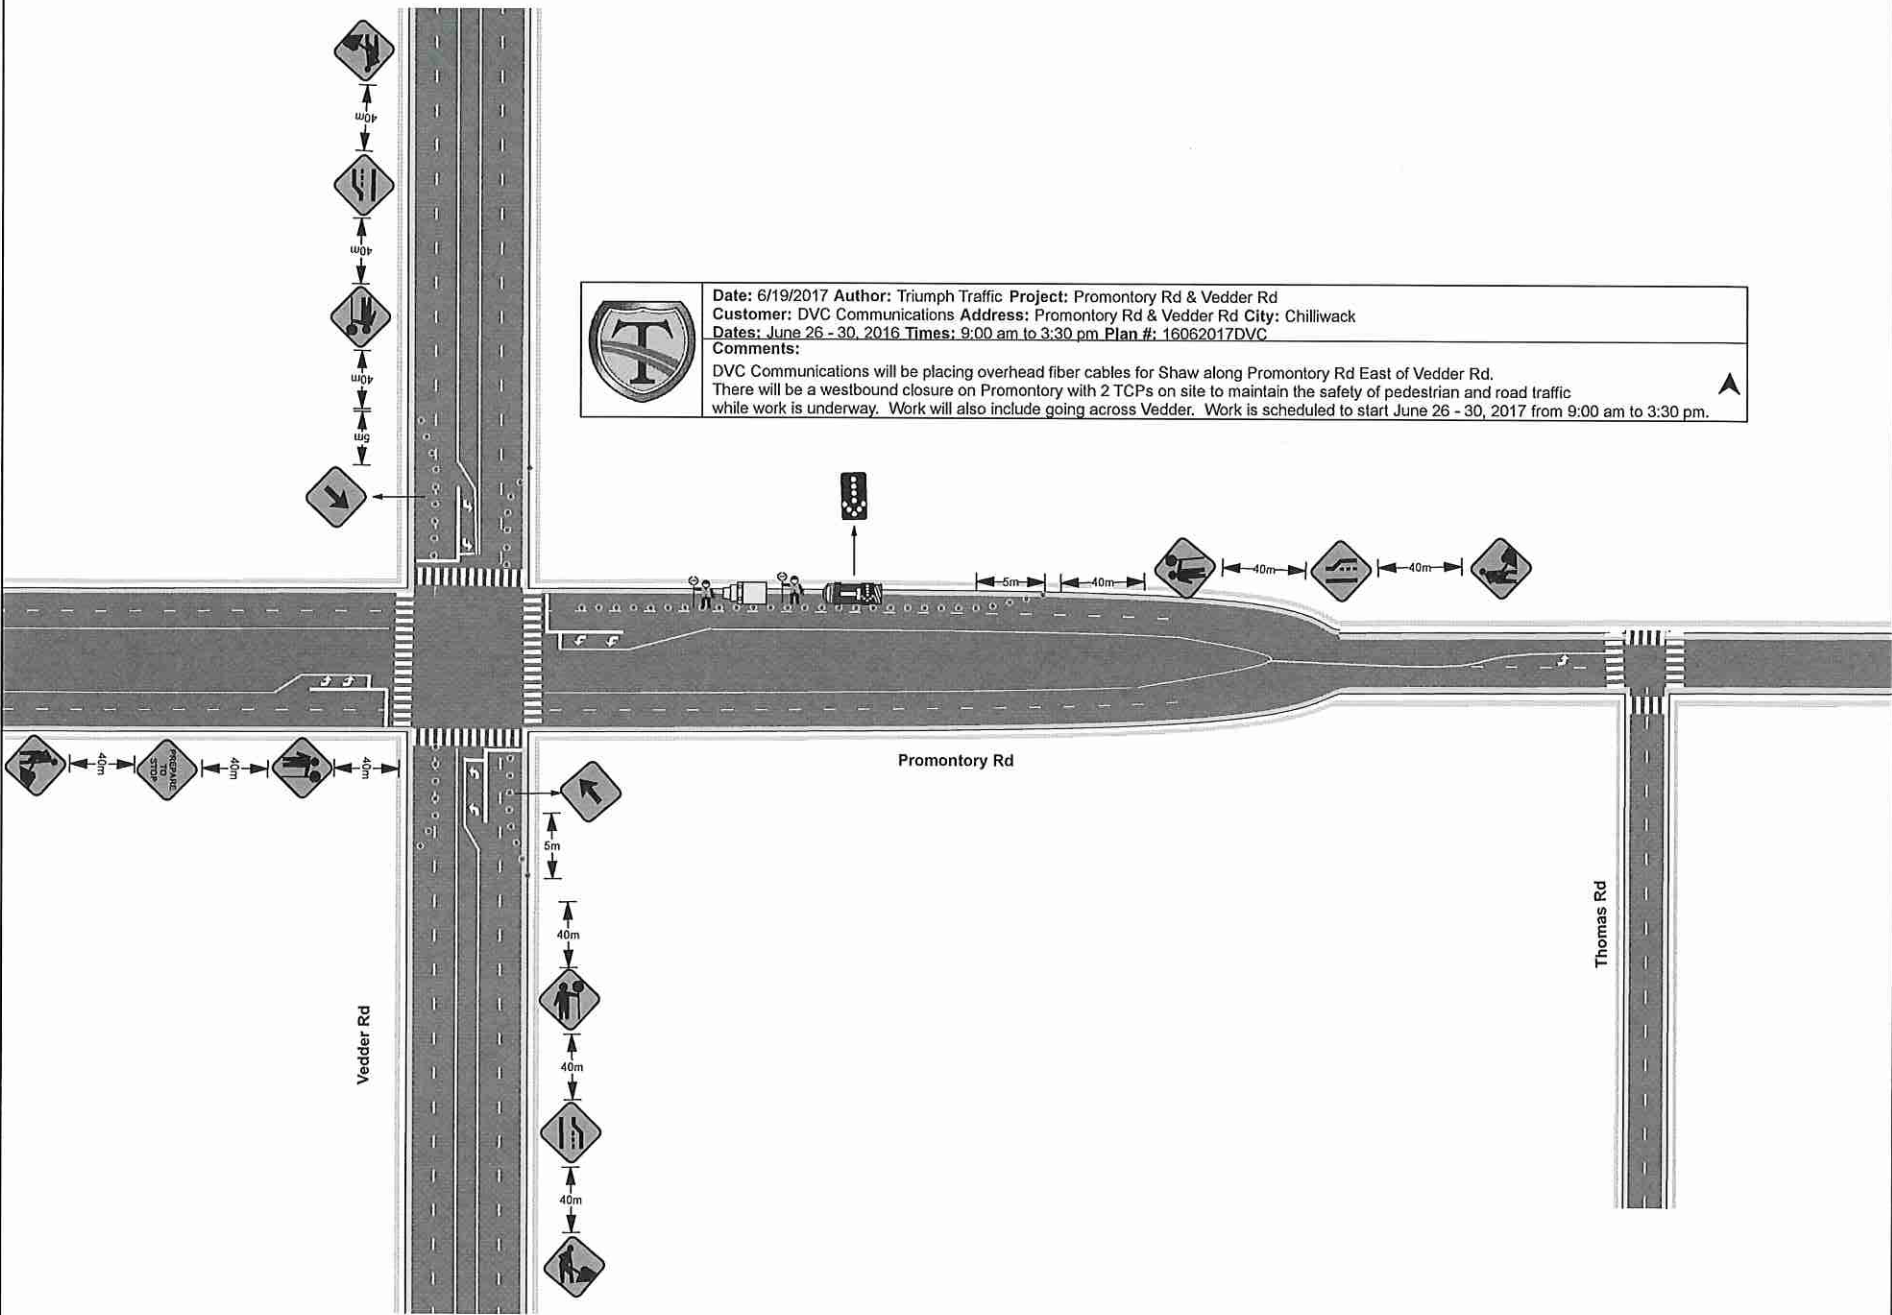 40m
40m
40m
5m
T
Date: 6/19/2017 Author: Triumph Traffic Project: Promontory Rd & Vedder Rd
Customer: DVC Communications Address: Promontory Rd & Vedder Rd City: Chilliwack
Dates: June 26 - 30, 2016 Times: 9:00 am to 3:30 pm Plan #: 16062017DVC
Comments:
DVC Communications will be placing overhead fiber cables for Shaw along Promontory Rd East of Vedder Rd.
There will be a westbound closure on Promontory with 2 TCPs on site to maintain the safety of pedestrian and road traffic
while work is underway. Work will also include going across Vedder. Work is scheduled to start June 26 - 30, 2017 from 9:00 am to 3:30 pm.
5m
40m
40m
40m
40m
PREPARE
TO
STOP
40m
40m
Promontory Rd
5m
40m
40m
40m
Vedder Rd
Thomas Rd